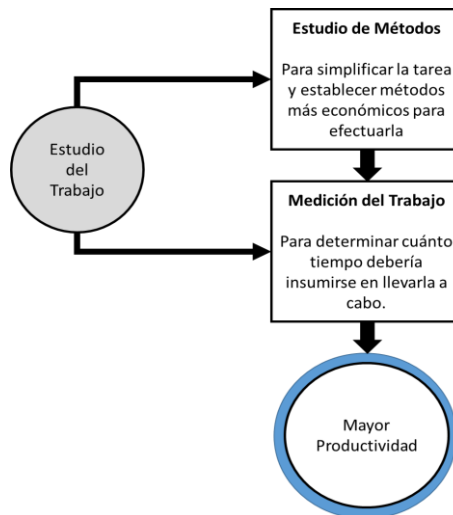 Estudio de Métodos
Para simplificar la tarea
y establecer métodos
más económicos para
efectuarla
Estudio
del
Trabajo
Medición del Trabajo
Para determinar cuánto
tiempo debería
insumirse en llevarla a
cabo.
Mayor
Productividad